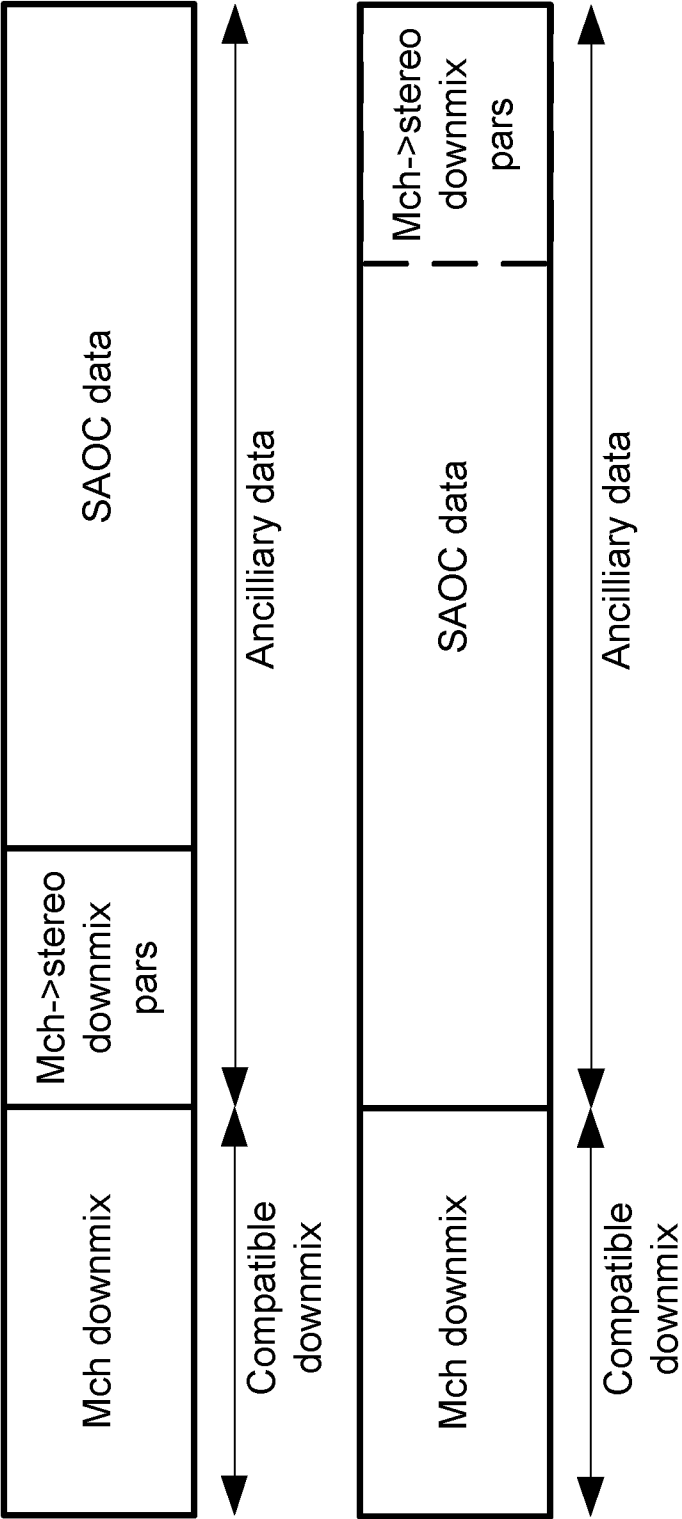 Mch downmix
Mch->stereo
downmix
pars
SAOC data
Compatible
downmix
Ancilliary data
Mch downmix
SAOC data
Mch->stereo
downmix
pars
Compatible
downmix
Ancilliary data